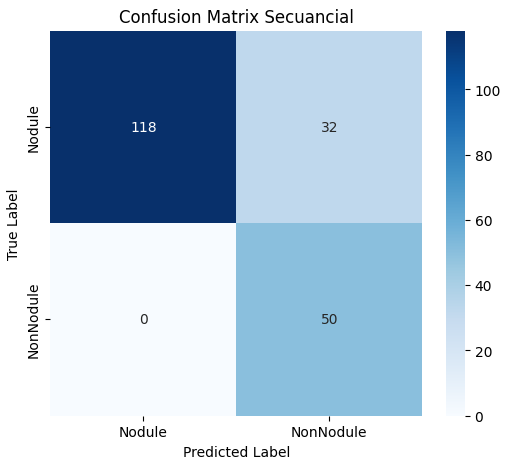 Confusion Matrix Secuancial
True Label
Nodule
NonNodule
118
32
0
50
Nodule
NonNodule
Predicted Label
100
80
60
40
20
0